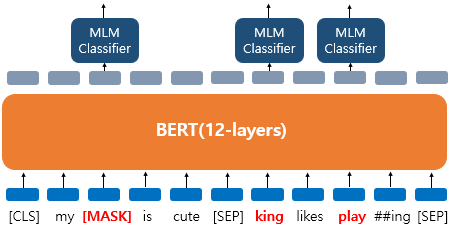 MLM Classifier MLM Classifier MLM Classifier
BERT(12-layers)
[CLS] my [MASK] is cute [SEP] king likes play ##ing [SEP]